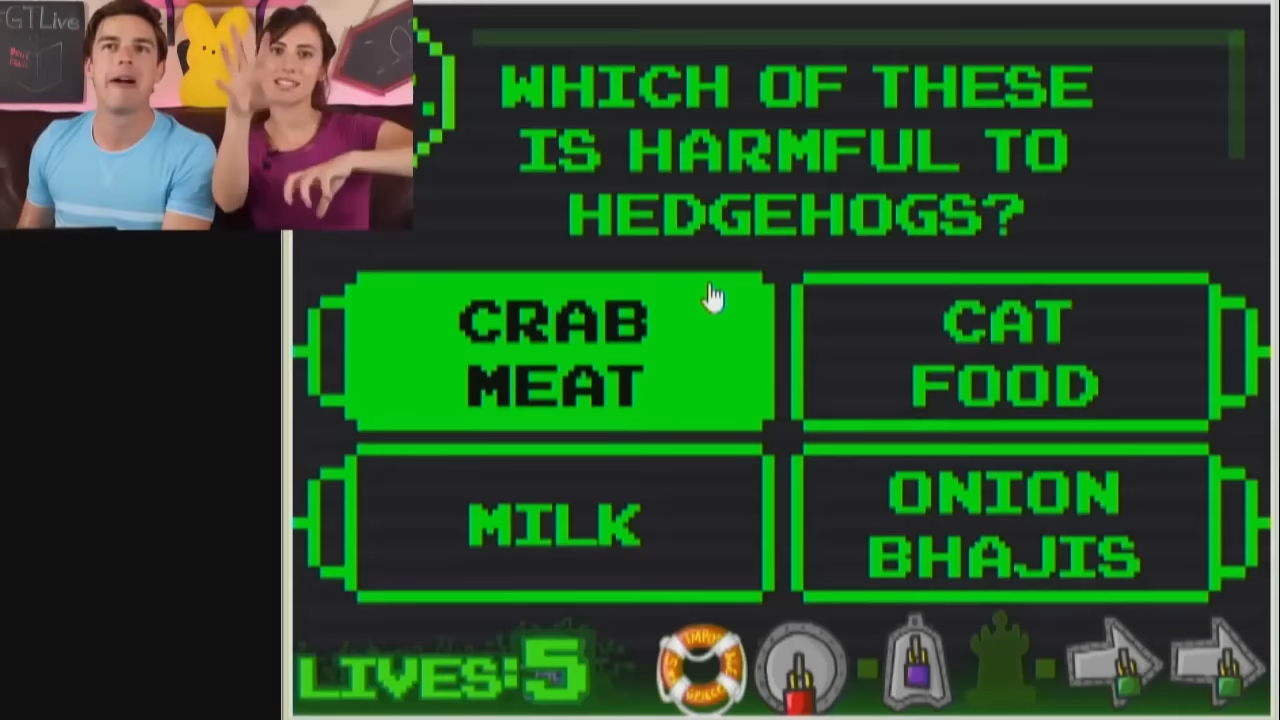 GTLive
WHICH OF THESE
IS HARMFUL TO
HEDGEHOGS?
CRAB
MEAT
CAT
FOOD
MILK
ONION
BHAJIS
LIVES:5